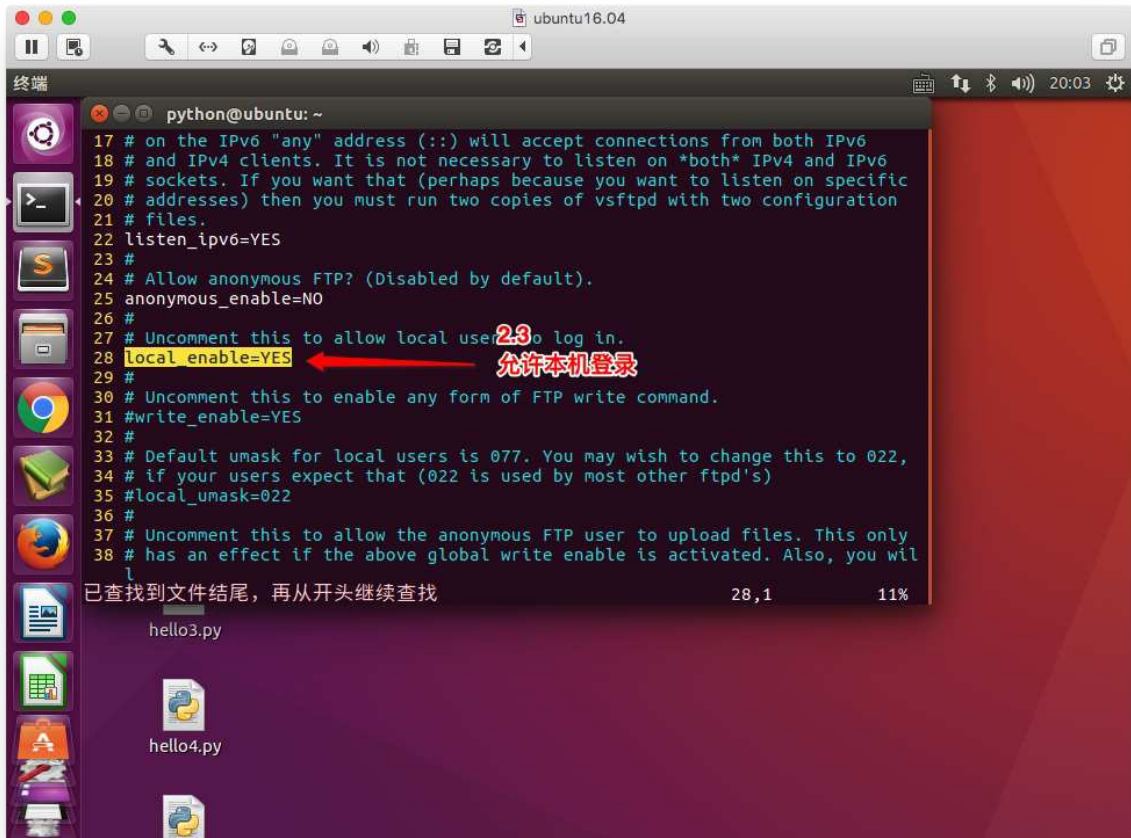 ubuntu16.04
终端
20:03
python@ubuntu: ~
17 # on the IPv6 "any" address (::) will accept connections from both IPv6
18 # and IPv4 clients. It is not necessary to listen on *both* IPv4 and IPv6
19 # sockets. If you want that (perhaps because you want to listen on specific
20 # addresses) then you must run two copies of vsftpd with two configuration
21 # files.
22 listen_ipv6=YES
23 #
24 # Allow anonymous FTP? (Disabled by default).
25 anonymous_enable=NO
26 #
27 # Uncomment this to allow local user o log in.
2.3
28 local_enable=YES
允许本机登录
29 #
30 # Uncomment this to enable any form of FTP write command.
31 #write_enable=YES
32 #
33 # Default umask for local users is 077. You may wish to change this to 022,
34 # if your users expect that (022 is used by most other ftpd's)
35 #local_umask=022
36 #
37 # Uncomment this to allow the anonymous FTP user to upload files. This only
38 # has an effect if the above global write enable is activated. Also, you wil
l
已查找到文件结尾，再从开头继续查找 28,1 11%
hello3.py
hello4.py